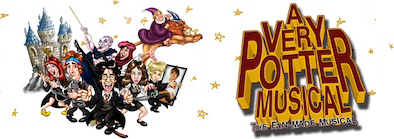 A
VERY
POTTER
MUSICAL
THE FAN MADE MUSICAL